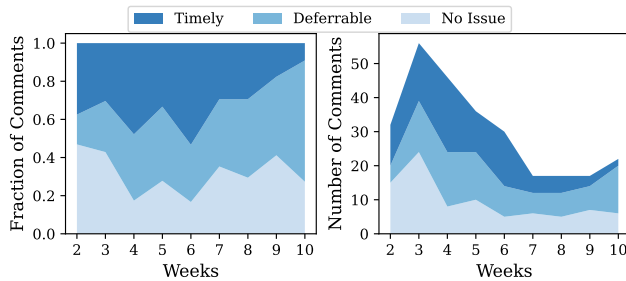 Timely Deferrable No Issue
Fraction of Comments
1.0
0.8
0.6
0.4
0.2
0.0
2 3 4 5 6 7 8 9 10
Weeks
Number of Comments
50
40
30
20
10
0
2 3 4 5 6 7 8 9 10
Weeks